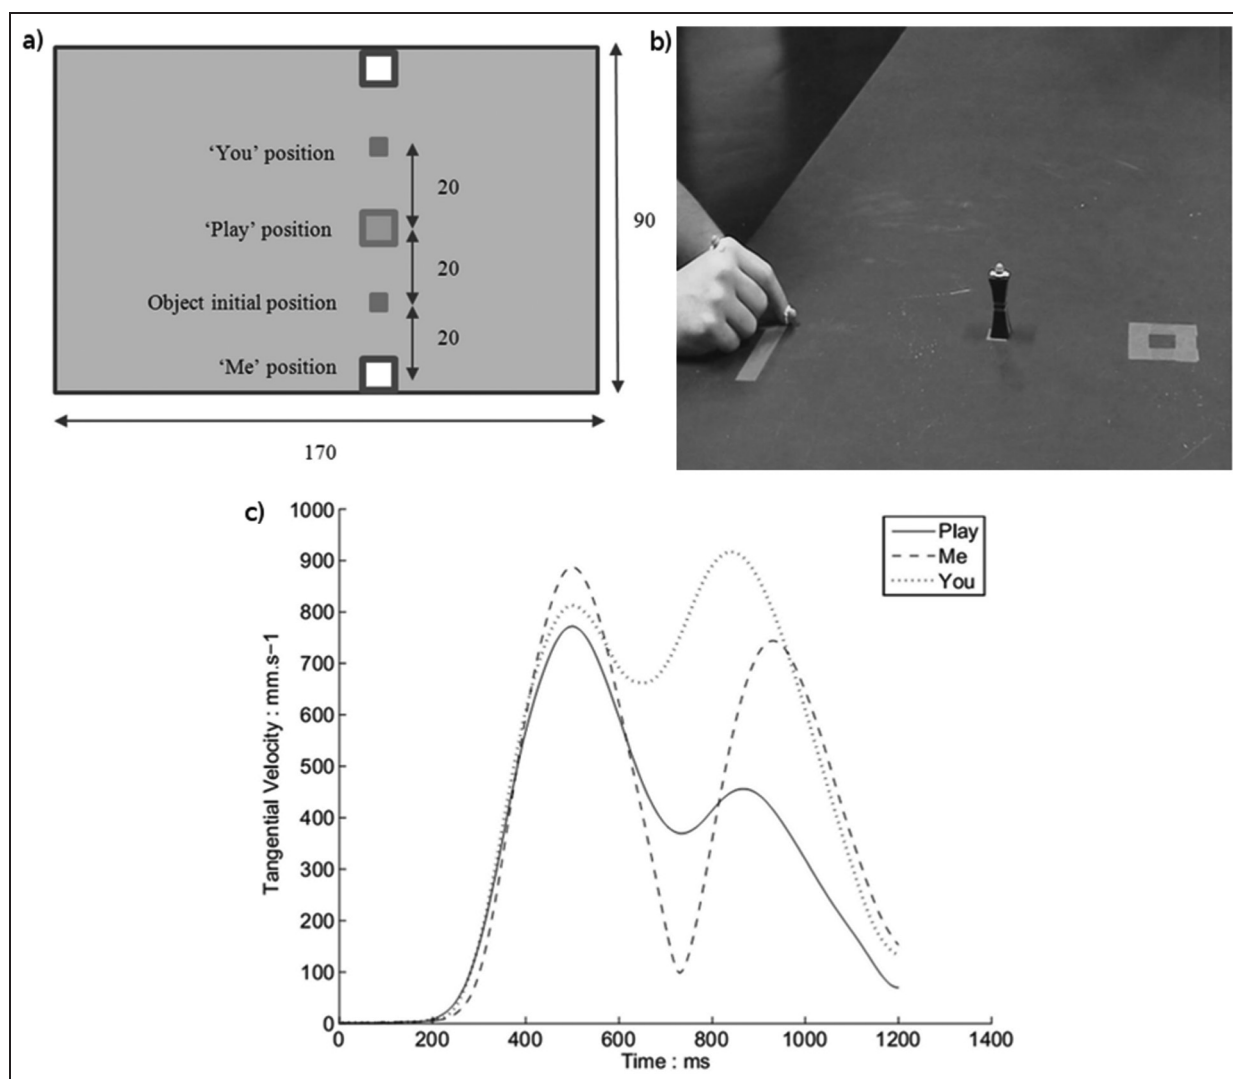 a)
‘You’ position
20
‘Play’ position
90
20
Object initial position
20
‘Me’ position
170
b)
c)
1000
900
800
700
600
500
400
300
200
100
0
Tangential Velocity : mm.s−1
Play
Me
You
0 200 400 600 800 1000 1200 1400
Time : ms